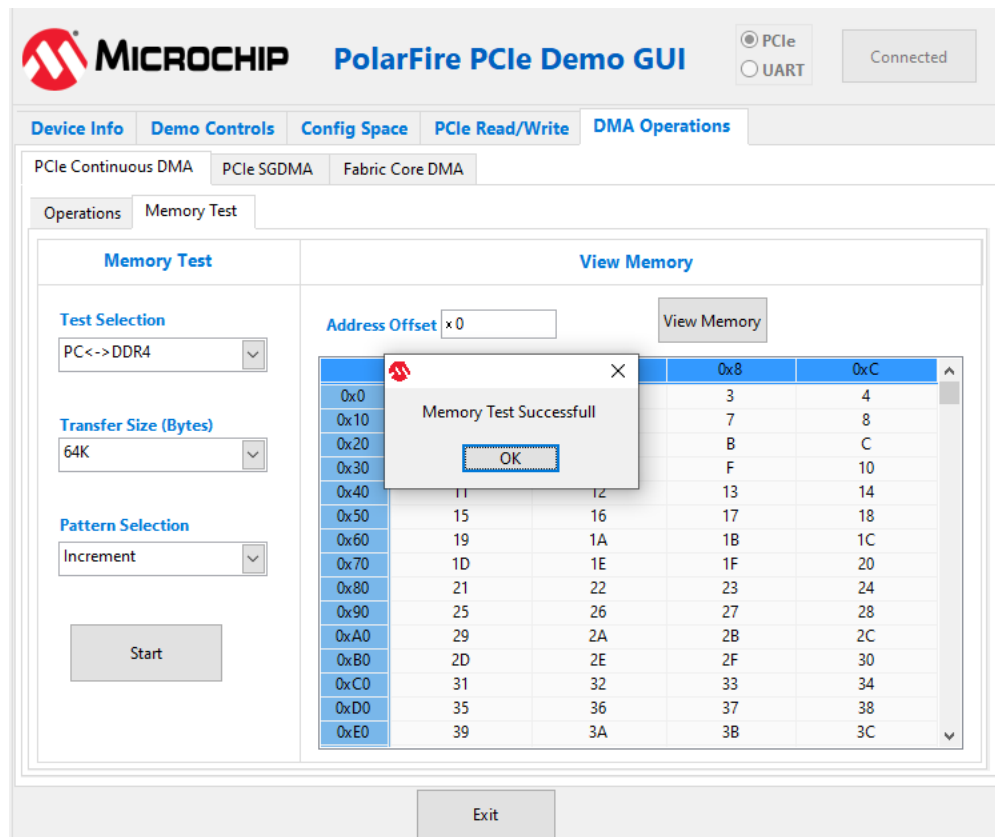 MICROCHIP PolarFire PCIe Demo GUI PCIe UART Connected
Device Info Demo Controls Config Space PCIe Read/Write DMA Operations
PCIe Continuous DMA PCIe SGDMA Fabric Core DMA
Operations Memory Test
Memory Test
Test Selection
PC<->DDR4
Transfer Size (Bytes)
64K
Pattern Selection
Increment
Start
View Memory
Address Offset x 0 View Memory
0x8 0xC
0x0 3 4
0x10 7 8
0x20 B C
0x30 F 10
0x40 11 12 13 14
0x50 15 16 17 18
0x60 19 1A 1B 1C
0x70 1D 1E 1F 20
0x80 21 22 23 24
0x90 25 26 27 28
0xA0 29 2A 2B 2C
0xB0 2D 2E 2F 30
0xC0 31 32 33 34
0xD0 35 36 37 38
0xE0 39 3A 3B 3C
Memory Test Successfull
OK
Exit